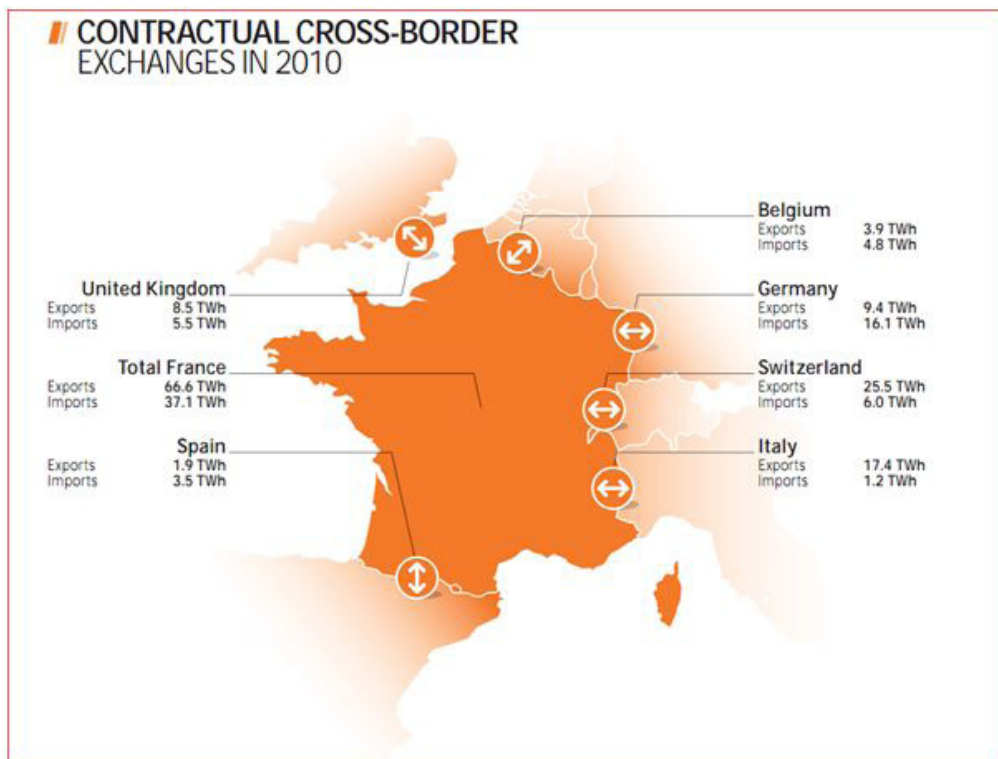 CONTRACTUAL CROSS-BORDER
EXCHANGES IN 2010
Belgium
Exports 3.9 TWh
Imports 4.8 TWh
United Kingdom
Exports 8.5 TWh
Imports 5.5 TWh
Germany
Exports 9.4 TWh
Imports 16.1 TWh
Total France
Exports 66.6 TWh
Imports 37.1 TWh
Switzerland
Exports 25.5 TWh
Imports 6.0 TWh
Spain
Exports 1.9 TWh
Imports 3.5 TWh
Italy
Exports 17.4 TWh
Imports 1.2 TWh